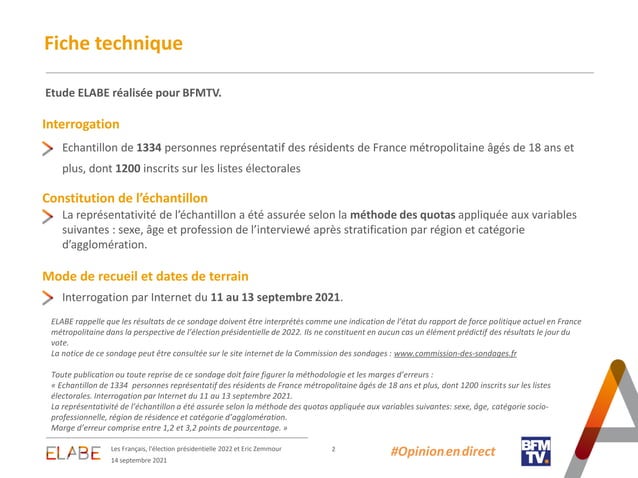 Fiche technique
Etude ELABE réalisée pour BFMTV.
Interrogation
Echantillon de 1334 personnes représentatif des résidents de France métropolitaine âgés de 18 ans et
plus, dont 1200 inscrits sur les listes électorales
Constitution de l’échantillon
La représentativité de l’échantillon a été assurée selon la méthode des quotas appliquée aux variables
suivantes : sexe, âge et profession de l’interviewé après stratification par région et catégorie
d’agglomération.
Mode de recueil et dates de terrain
Interrogation par Internet du 11 au 13 septembre 2021.
ELABE rappelle que les résultats de ce sondage doivent être interprétés comme une indication de l’état du rapport de force politique actuel en France
métropolitaine dans la perspective de l’élection présidentielle de 2022. Ils ne constituent en aucun cas un élément prédictif des résultats le jour du
vote.
La notice de ce sondage peut être consultée sur le site internet de la Commission des sondages : www.commission-des-sondages.fr
Toute publication ou toute reprise de ce sondage doit faire figurer la méthodologie et les marges d’erreurs :
« Echantillon de 1334 personnes représentatif des résidents de France métropolitaine âgés de 18 ans et plus, dont 1200 inscrits sur les listes
électorales. Interrogation par Internet du 11 au 13 septembre 2021.
La représentativité de l’échantillon a été assurée selon la méthode des quotas appliquée aux variables suivantes: sexe, âge, catégorie socio-
professionnelle, région de résidence et catégorie d’agglomération.
Marge d’erreur comprise entre 1,2 et 3,2 points de pourcentage. »
ELABE
Les Français, l’élection présidentielle 2022 et Eric Zemmour
14 septembre 2021
2
#Opinionendirect
BFM
TV.